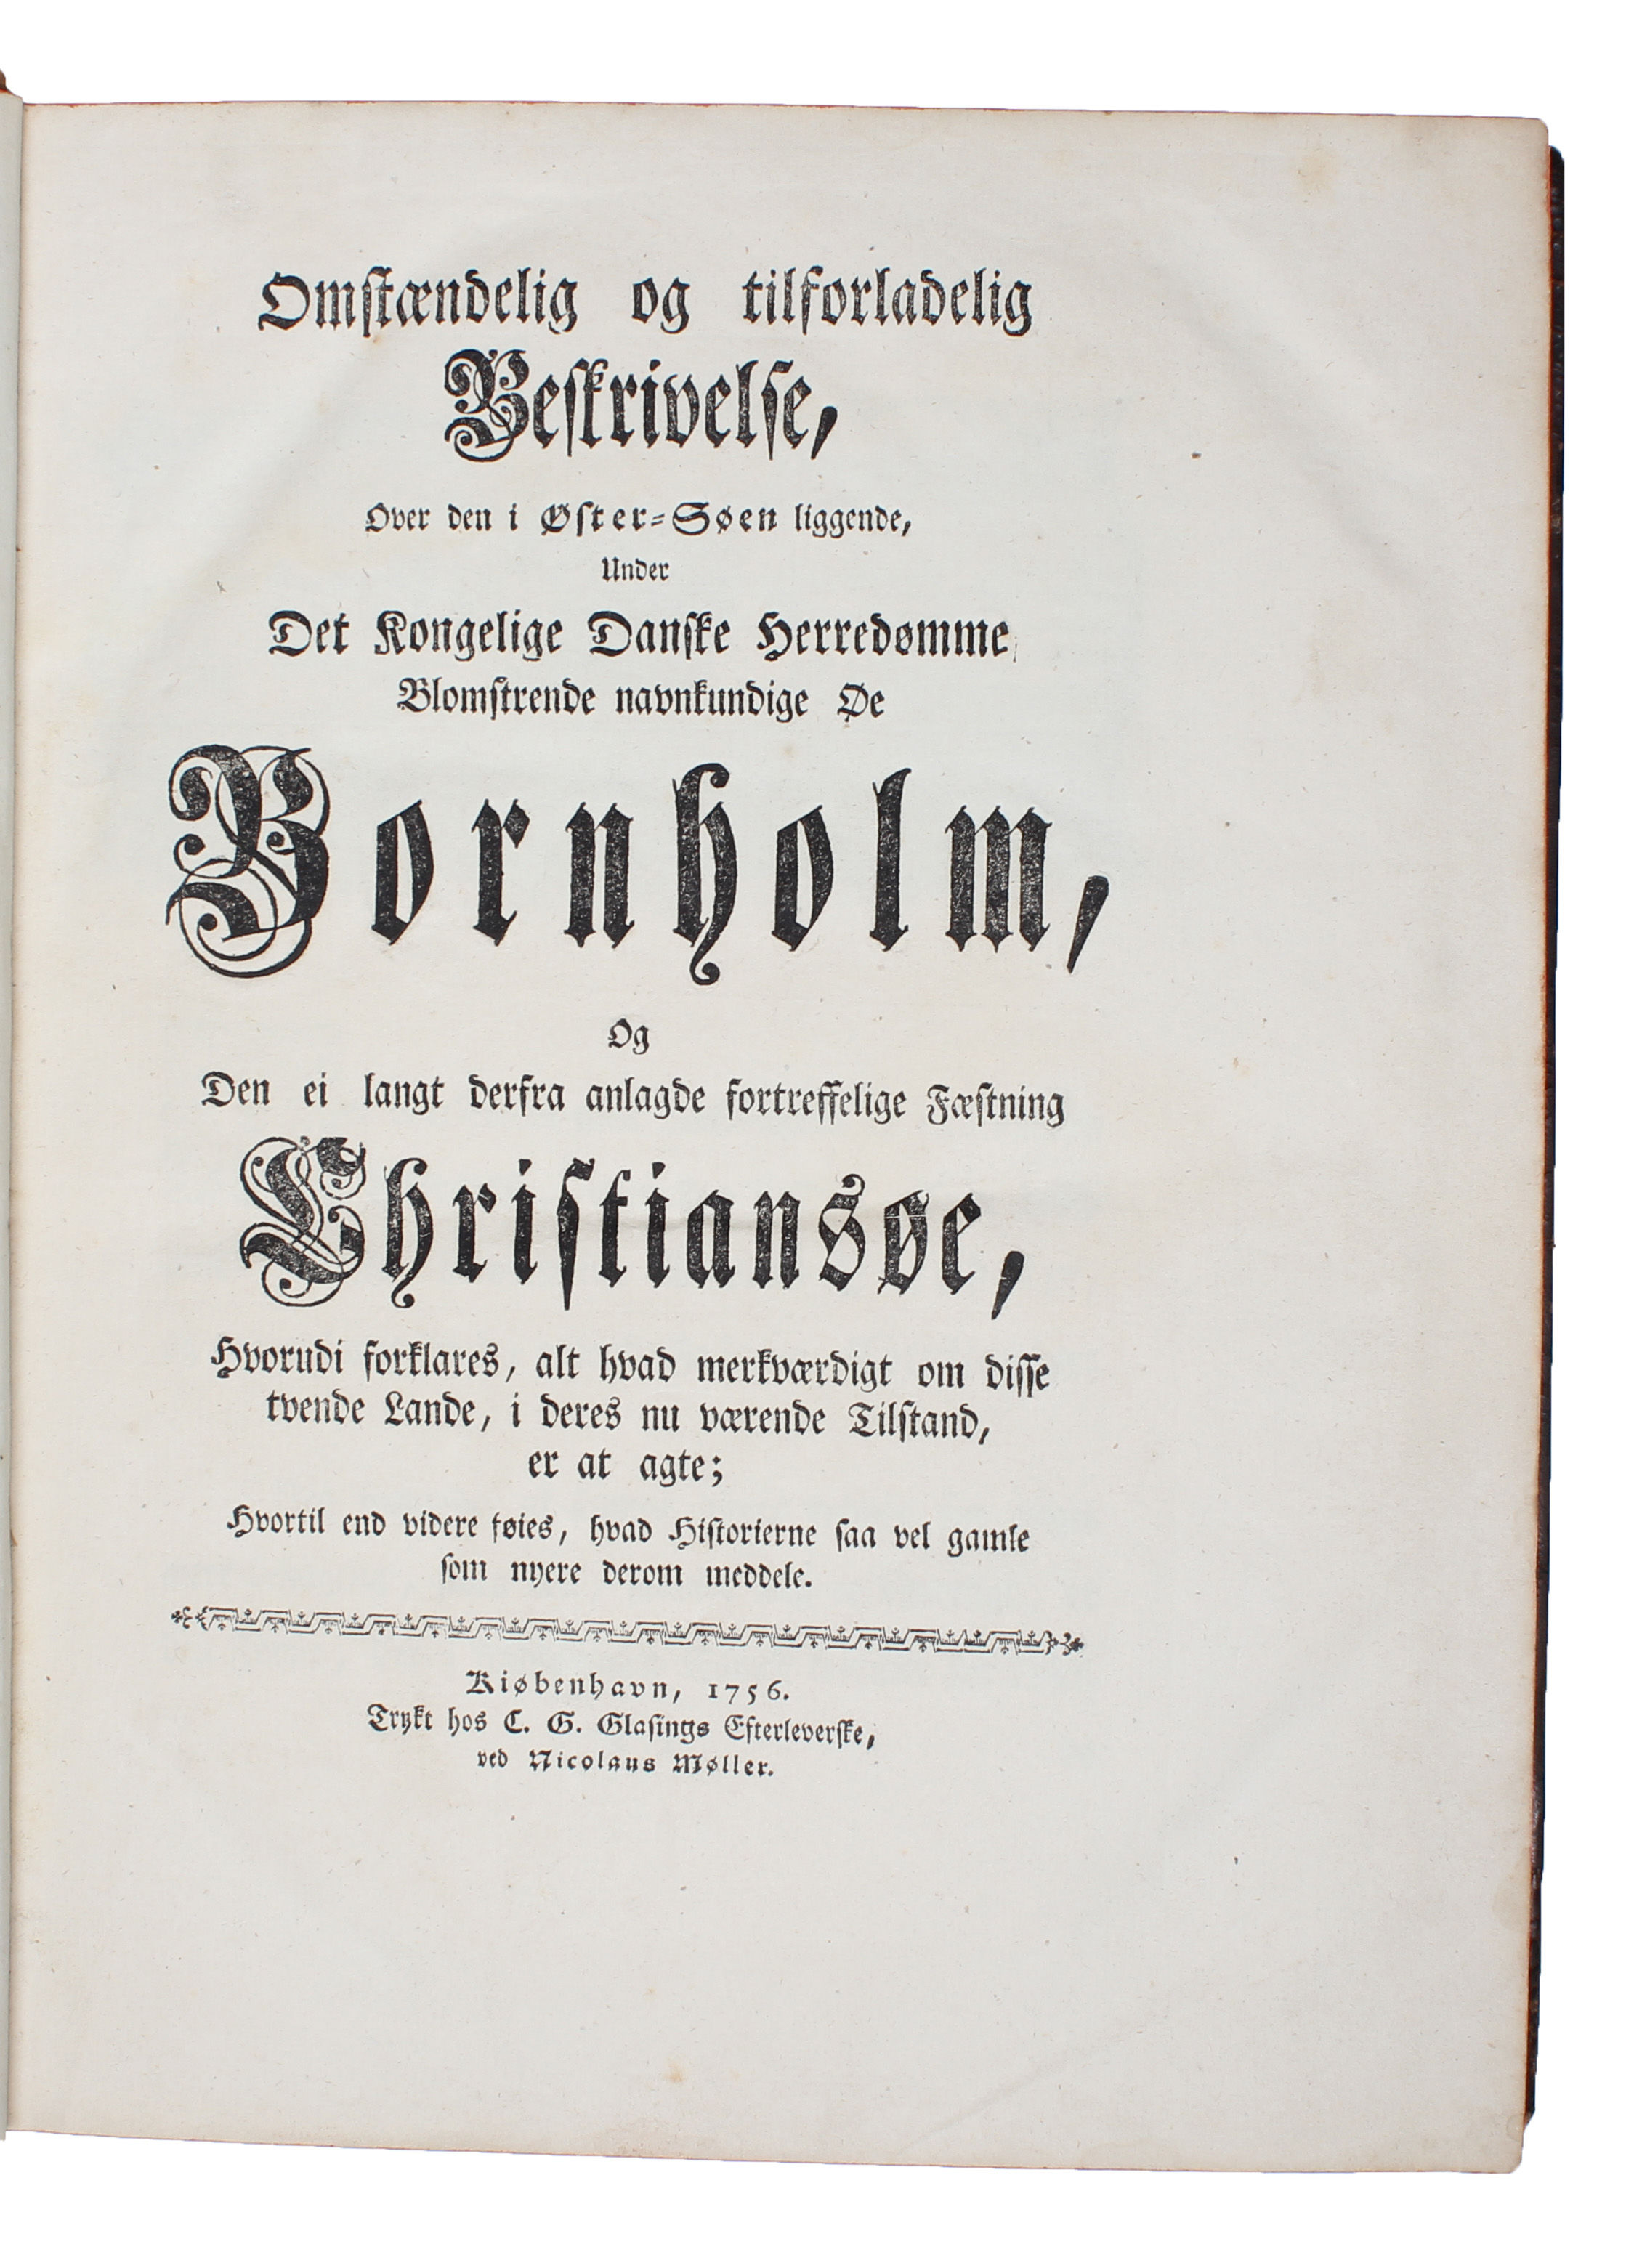 Omstændelig og tilforladelig
Beskrivelse,
Over den i Øster-Søen liggende,
Under
Det Kongelige Danske Herredømme,
Blomstrende navnkundige Øe
Bornholm,
Og
Den ei langt derfra anlagde fortreffelige Fæstning
Christiansøe,
Hvorudi forklares, alt hvad merkværdigt om disse
tvende Lande, i deres nu værende Tilstand,
er at agte;
Hvortil end videre føies, hvad Historierne saa vel gamle
som nyere derom meddele.
Kiøbenhavn, 1756.
Trykt hos C. G. Glasings Efterleverske,
ved Nicolaus Møller.